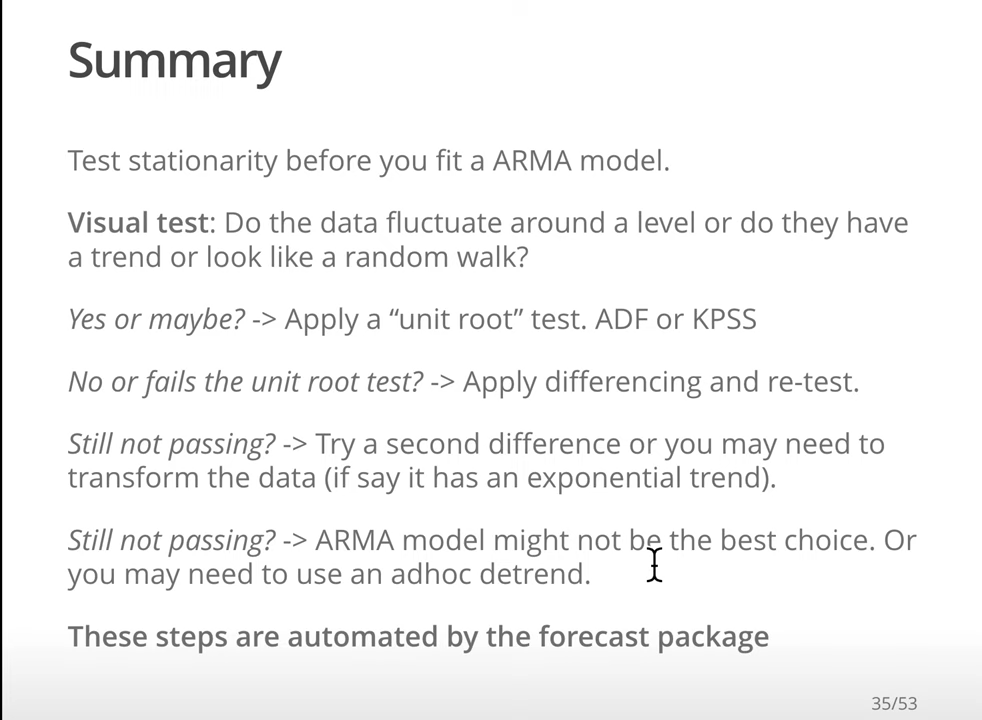 Summary
Test stationarity before you fit a ARMA model.
Visual test: Do the data fluctuate around a level or do they have
a trend or look like a random walk?
Yes or maybe? -> Apply a “unit root” test. ADF or KPSS
No or fails the unit root test? -> Apply differencing and re-test.
Still not passing? -> Try a second difference or you may need to
transform the data (if say it has an exponential trend).
Still not passing? -> ARMA model might not be the best choice. Or
you may need to use an adhoc detrend.
These steps are automated by the forecast package
35/53